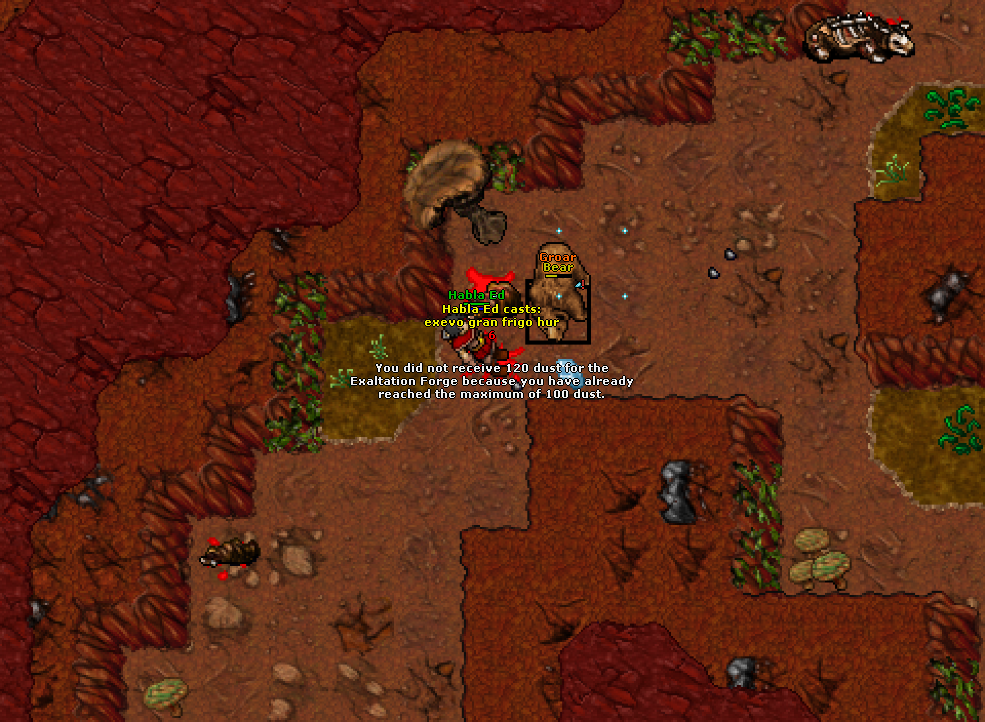 Groar
Bear
Habla Ed
Habla Ed casts:
exevo gran frigo hur
You did not receive 120 dust for the
Exaltation Forge because you have already
reached the maximum of 100 dust.